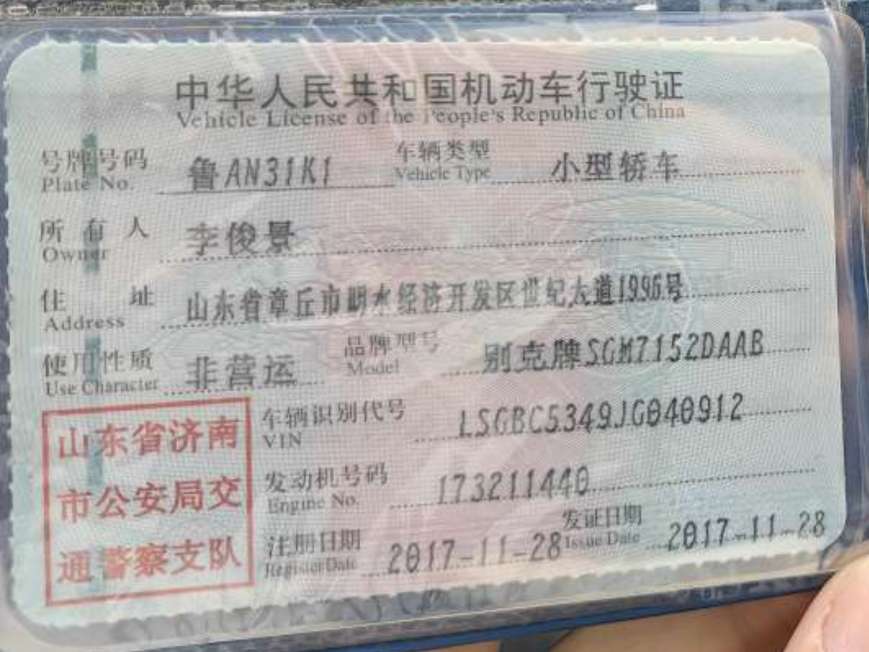 中华人民共和国机动车行驶证
Vehicle License of the People's Republic of China
号牌号码 鲁AN31K1 车辆类型 小型轿车
Plate No. Vehicle Type
所有人 李俊景
Owner
住址 山东省章丘市明水经济开发区世纪大道1996号
Address
使用性质 非营运 品牌型号 别克牌SGM7152DAAB
Use Character Model
山东省济南
市公安局交
通警察支队
车辆识别代号 LSGBC5349JG040912
VIN
发动机号码 173211440
Engine No.
注册日期 2017-11-28 发证日期 2017-11-28
Register Date Issue Date